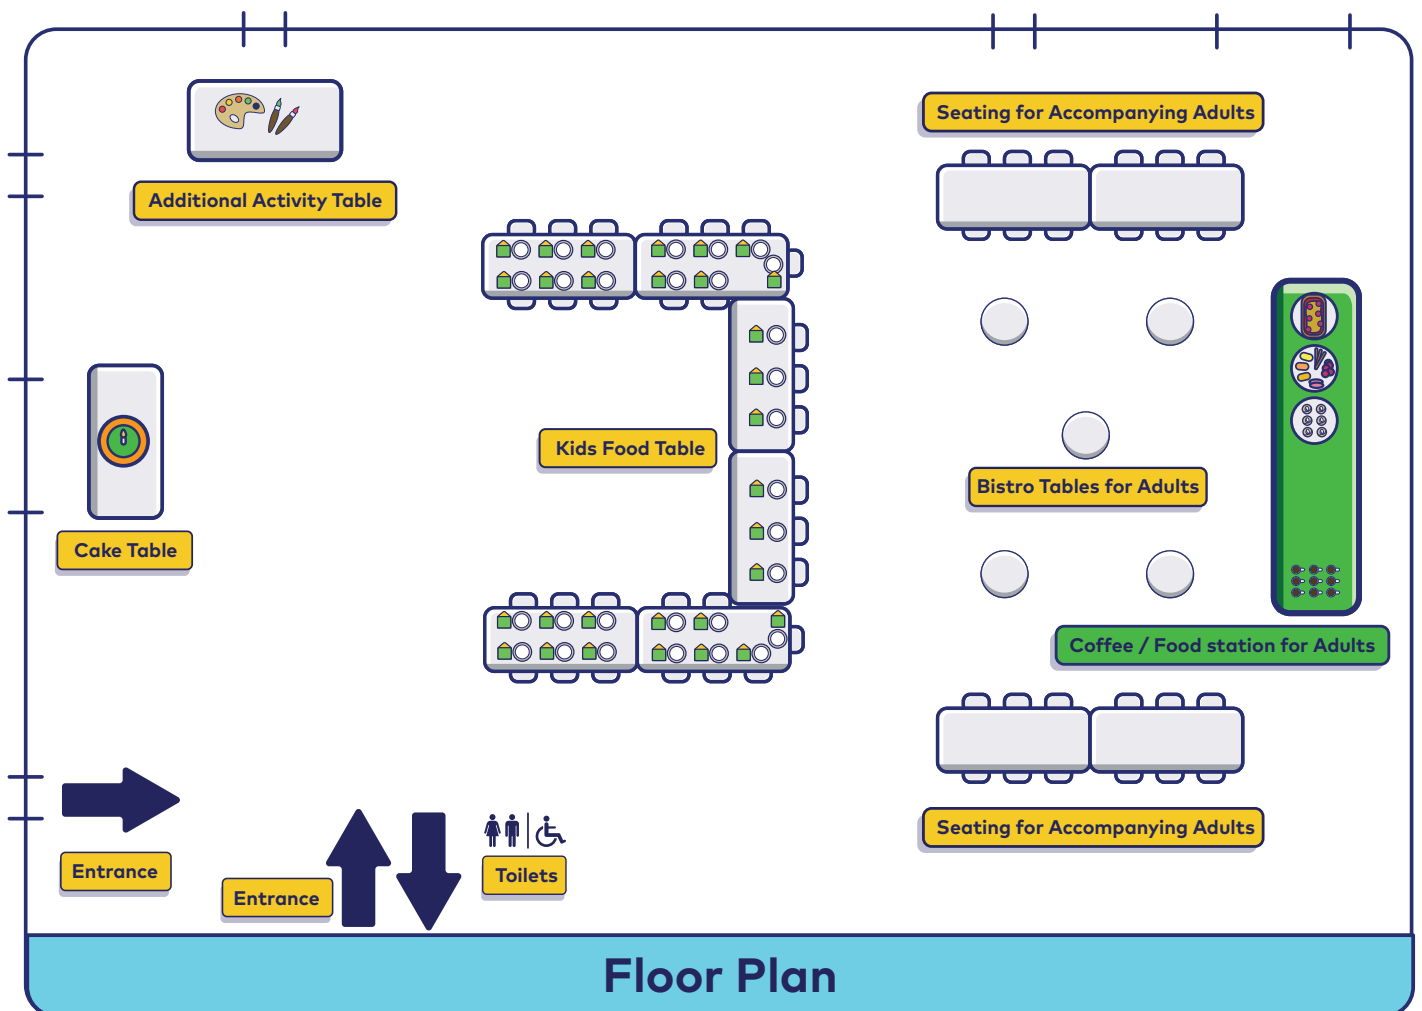 Seating for Accompanying Adults
Additional Activity Table
Kids Food Table
Bistro Tables for Adults
Cake Table
Coffee / Food station for Adults
Seating for Accompanying Adults
Entrance
Entrance
Toilets
Floor Plan